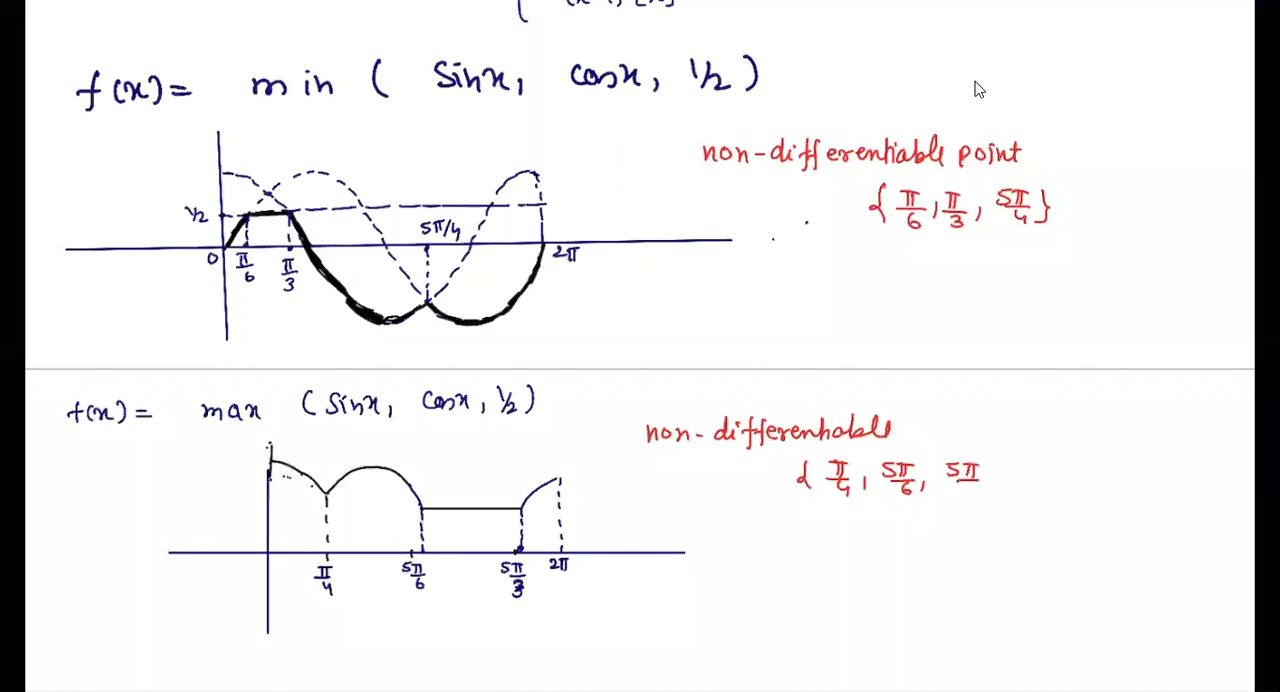 f(x) = min ( sinx, cosx, 1/2 )
non-differentiable point
{ π/6, π/3, 5π/4 }
1/2
5π/4
0 π/6 π/3 2π
f(x) = max ( sinx, cosx, 1/2 )
non-differentiable
{ π/4, 5π/6, 5π
π/4 5π/6 5π/3 2π